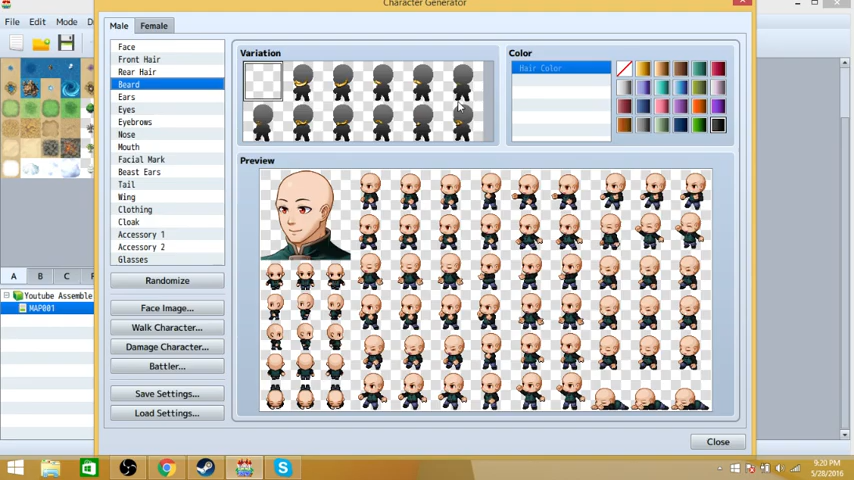 Character Generator
File Edit Mode
Male Female
Face
Front Hair
Rear Hair
Beard
Ears
Eyes
Eyebrows
Nose
Mouth
Facial Mark
Beast Ears
Tail
Wing
Clothing
Cloak
Accessory 1
Accessory 2
Glasses
Randomize
Face Image...
Walk Character...
Damage Character...
Battler...
Save Settings...
Load Settings...
Variation
Color
Hair Color
Preview
Close
A B C
Youtube Assemble
MAP001
9:20 PM
5/28/2016